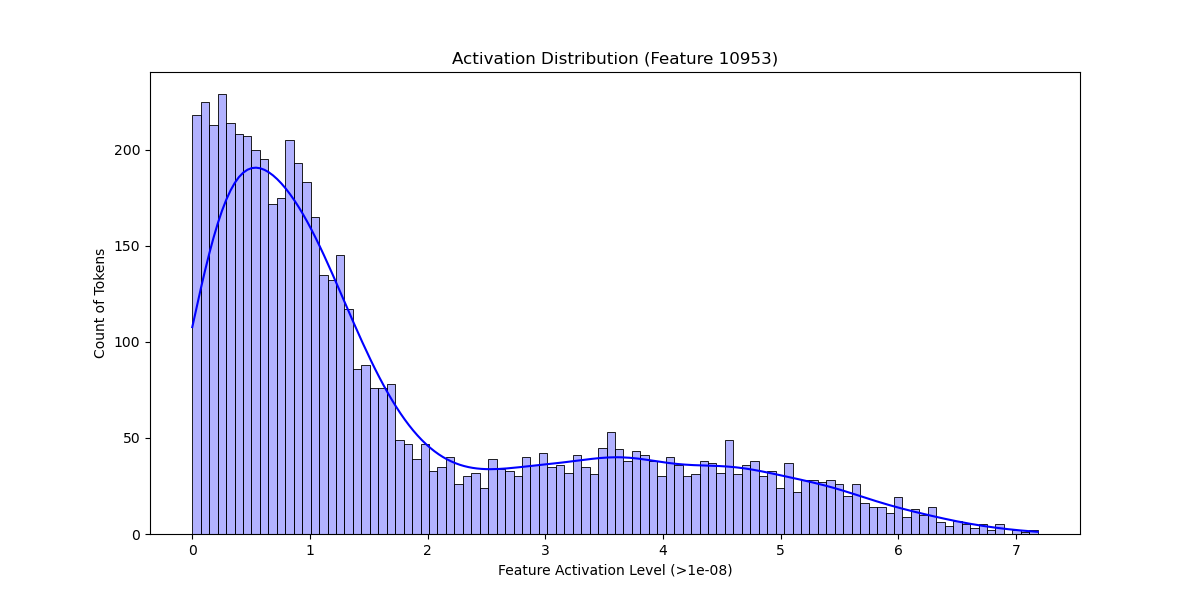 Activation Distribution (Feature 10953)
200
150
100
50
0
Count of Tokens
0 1 2 3 4 5 6 7
Feature Activation Level (>1e-08)